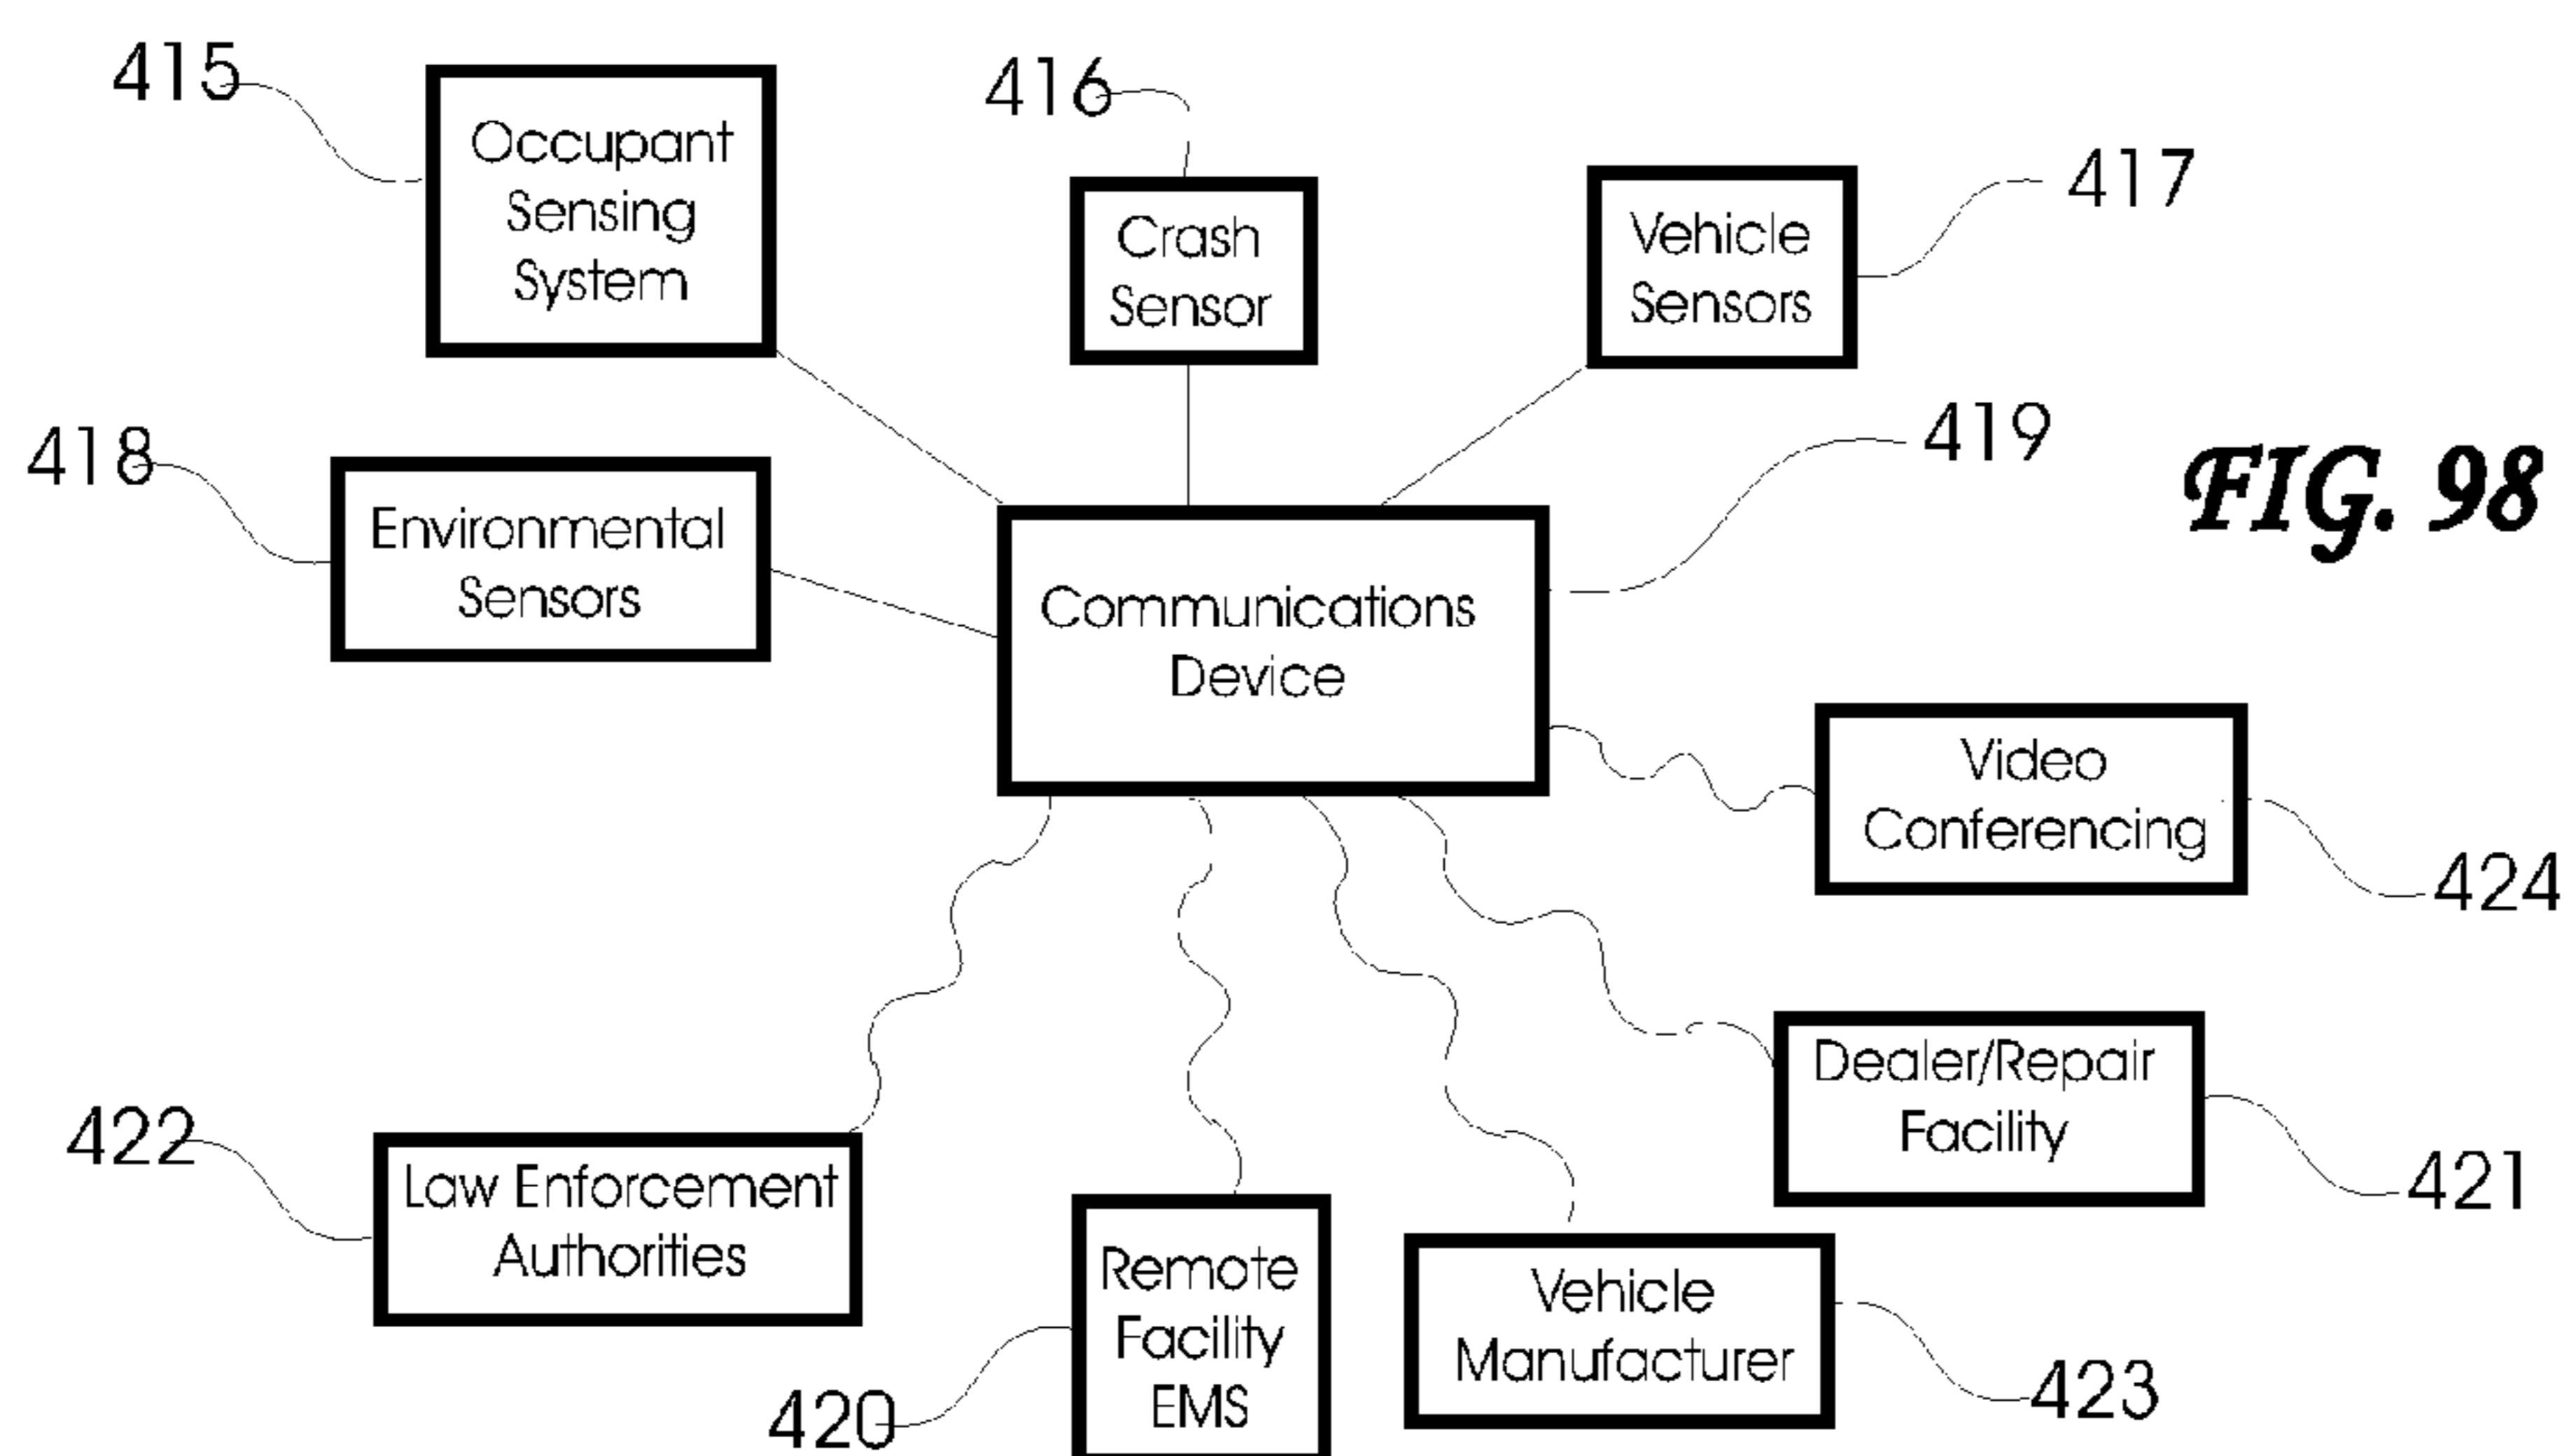 415
Occupant
Sensing
System
416
Crash
Sensor
Vehicle
Sensors
417
418
Environmental
Sensors
419
FIG. 98
Communications
Device
Video
Conferencing
424
Dealer/Repair
Facility
421
422
Law Enforcement
Authorities
Remote
Facility
EMS
420
Vehicle
Manufacturer
423